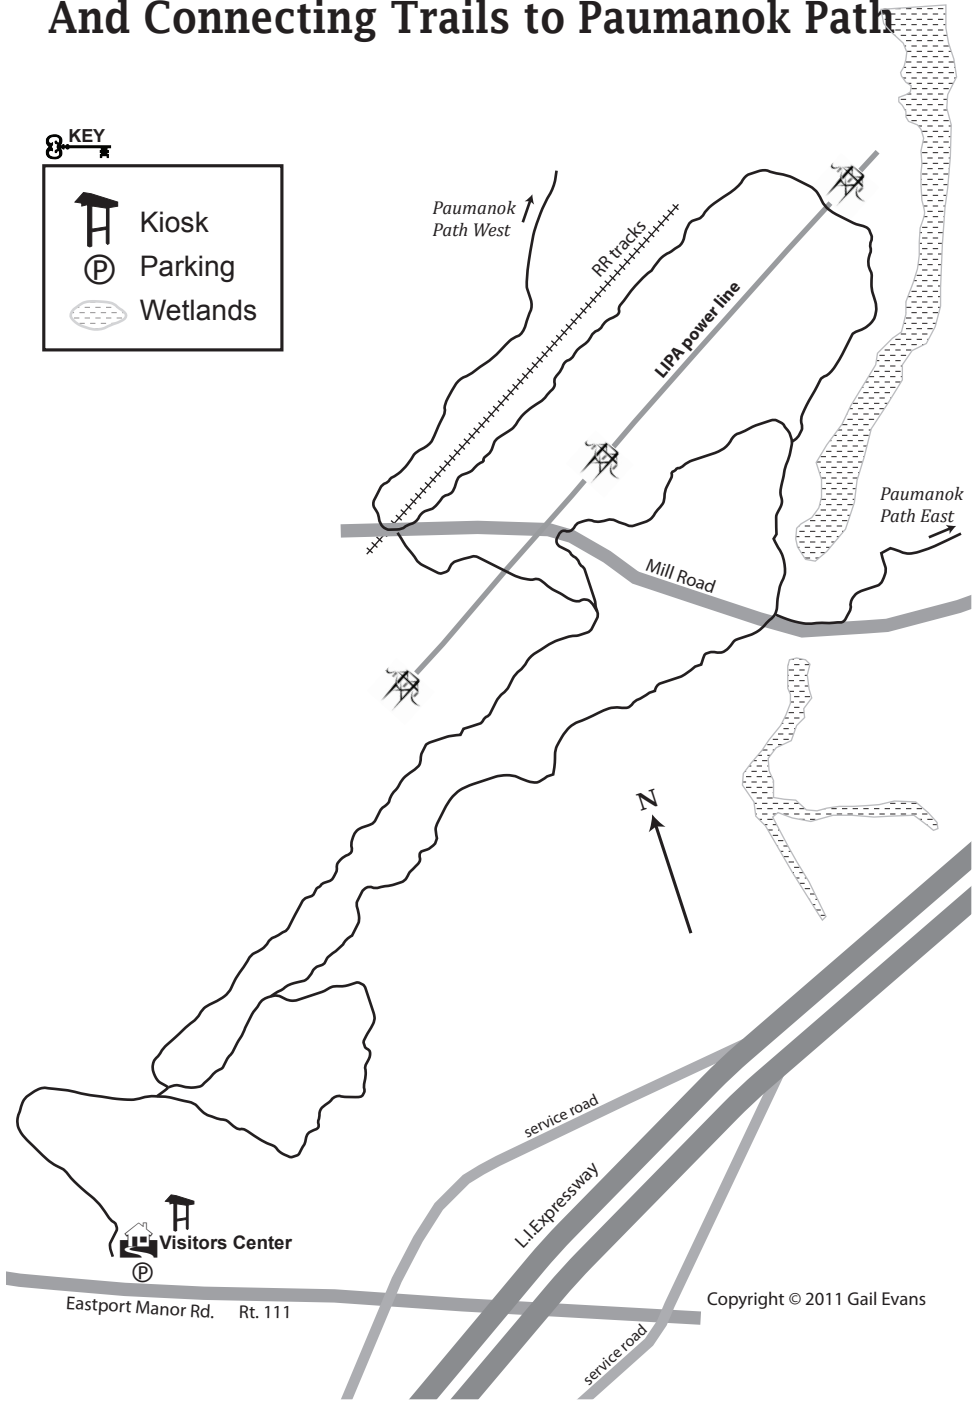 And Connecting Trails to Paumanok Path
KEY
Kiosk
P Parking
Wetlands
Paumanok
Path West
RR tracks
LIPA power line
Paumanok
Path East
Mill Road
N
service road
L.I.Expressway
Visitors Center
P
Eastport Manor Rd. Rt. 111
Copyright © 2011 Gail Evans
service road